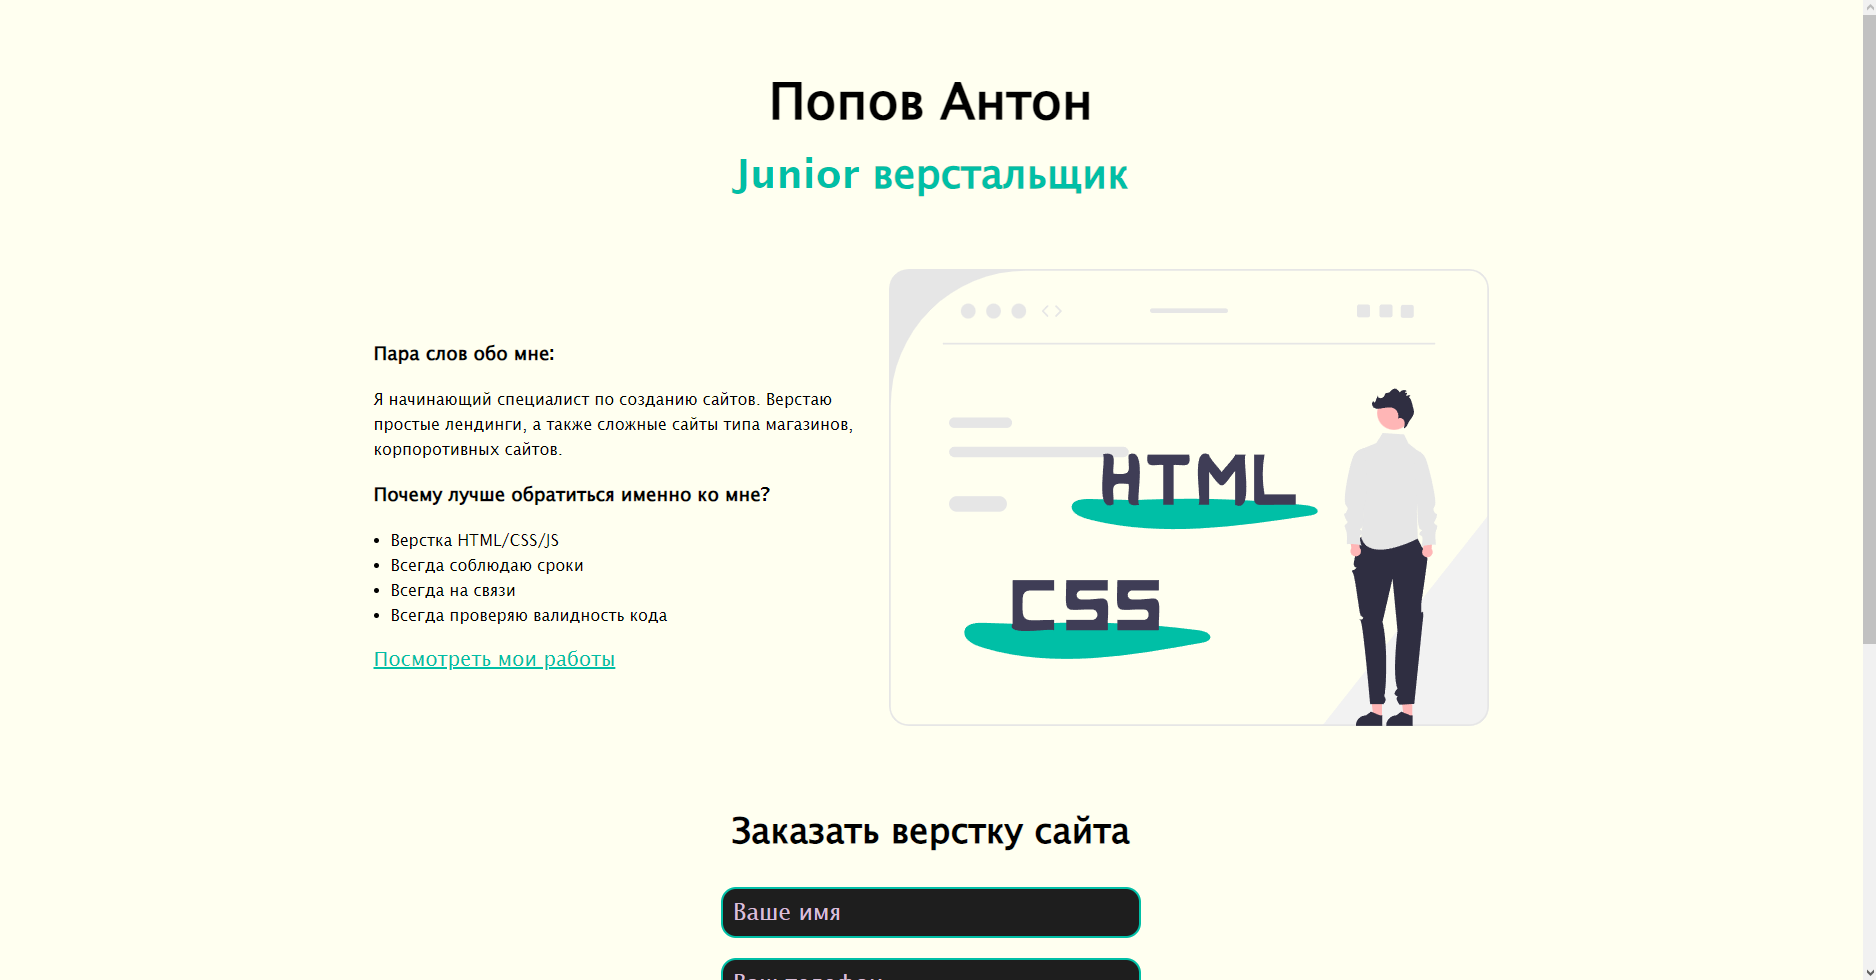 Попов Антон
Junior верстальщик
Пара слов обо мне:
Я начинающий специалист по созданию сайтов. Верстаю
простые лендинги, а также сложные сайты типа магазинов,
корпоротивных сайтов.
Почему лучше обратиться именно ко мне?
Верстка HTML/CSS/JS
Всегда соблюдаю сроки
Всегда на связи
Всегда проверяю валидность кода
Посмотреть мои работы
HTML
CSS
Заказать верстку сайта
Ваше имя
Ваш телефон